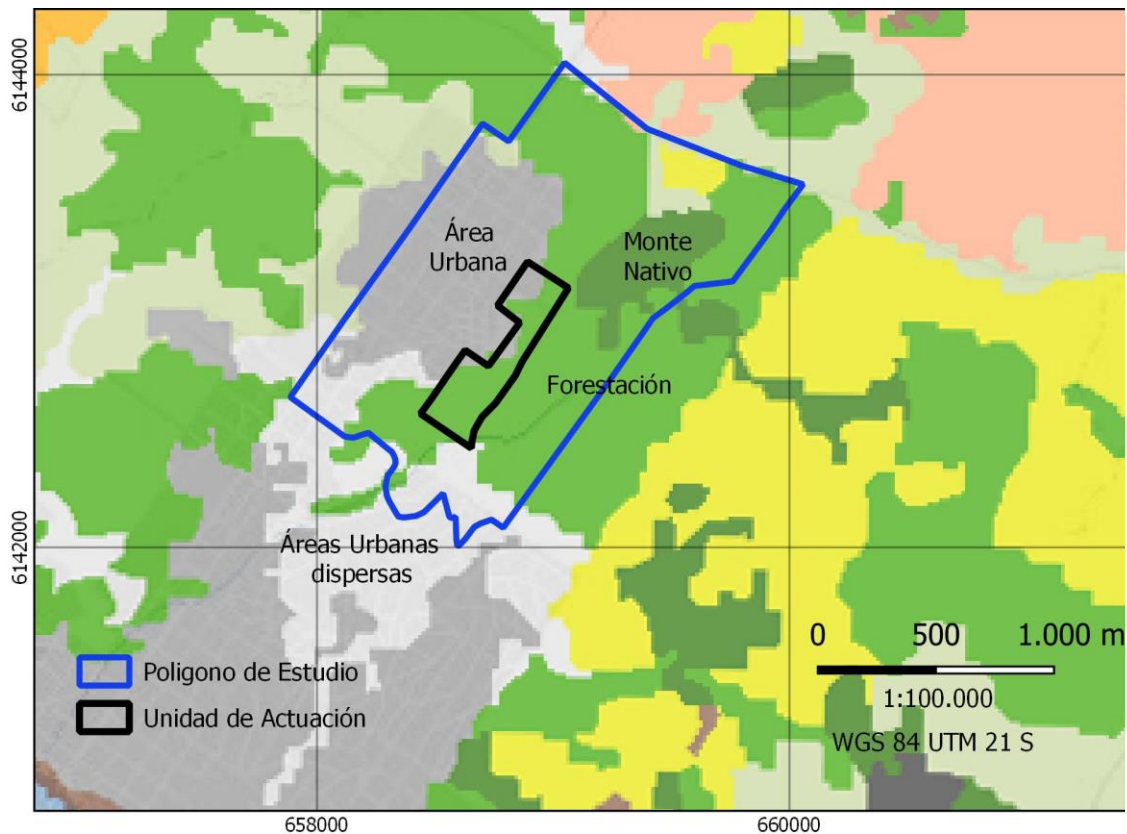 6144000
6142000
Área
Urbana
Monte
Nativo
Forestación
Áreas Urbanas
dispersas
Poligono de Estudio
Unidad de Actuación
0 500 1.000 m
1:100.000
WGS 84 UTM 21 S
658000 660000